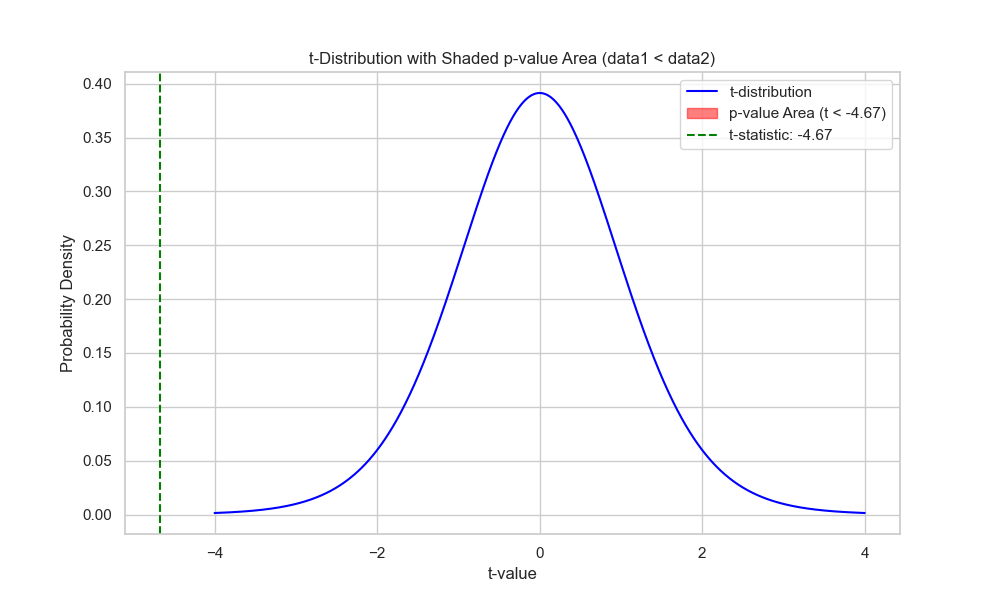 t-Distribution with Shaded p-value Area (data1 < data2)
t-distribution
p-value Area (t < -4.67)
t-statistic: -4.67
Probability Density
0.40
0.35
0.30
0.25
0.20
0.15
0.10
0.05
0.00
−4
−2
0
2
4
t-value